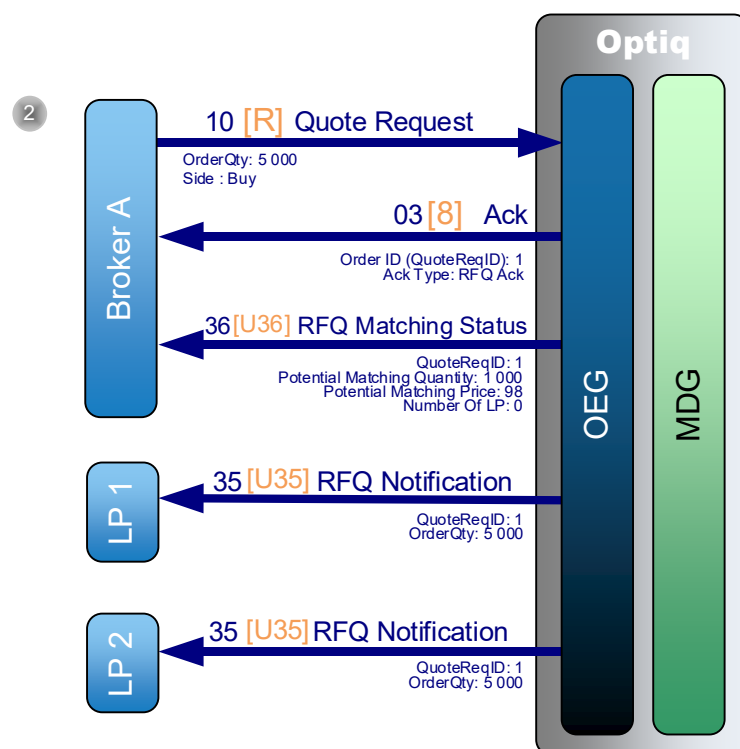 Optiq
2
10 [R] Quote Request
OrderQty: 5 000
Side : Buy
03 [8] Ack
Order ID (QuoteReqID): 1
Ack Type: RFQ Ack
Broker A
36 [U36] RFQ Matching Status
QuoteReqID: 1
Potential Matching Quantity: 1 000
Potential Matching Price: 98
Number Of LP: 0
OEG
MDG
LP 1
35 [U35] RFQ Notification
QuoteReqID: 1
OrderQty: 5 000
LP 2
35 [U35] RFQ Notification
QuoteReqID: 1
OrderQty: 5 000